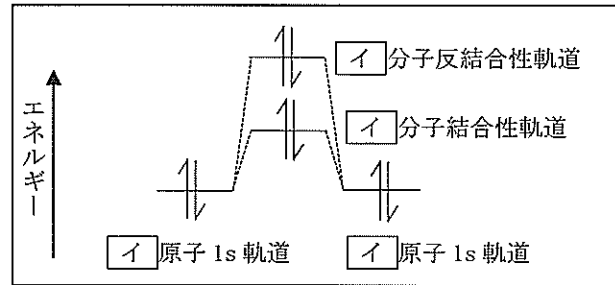 イ 分子反結合性軌道
イ 分子結合性軌道
エネルギー
イ 原子 1s 軌道
イ 原子 1s 軌道